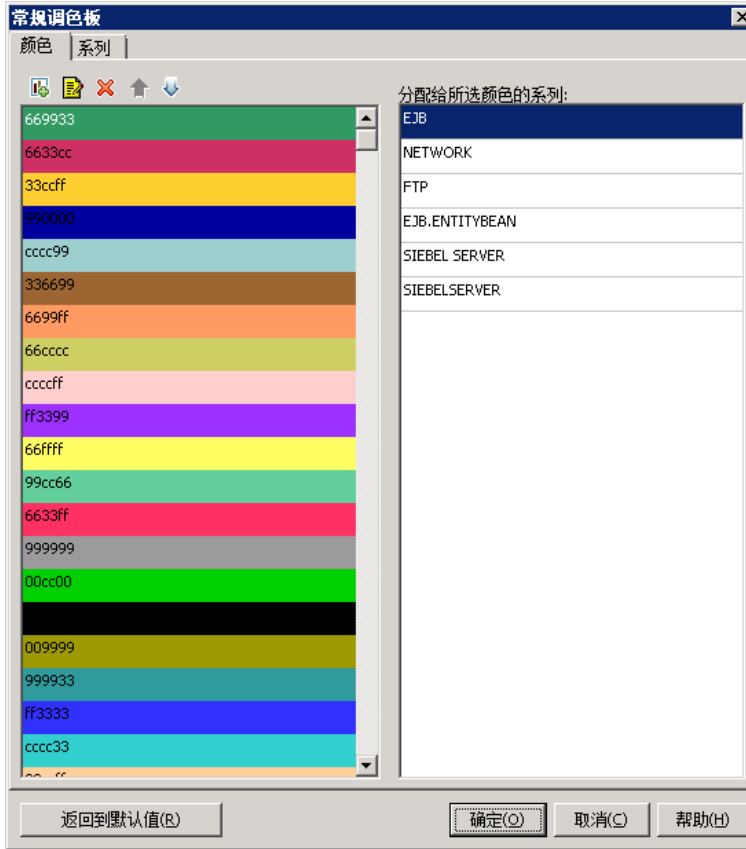 常规调色板
颜色
系列
分配给所选颜色的系列:
669933
6633cc
33ccff
990000
cccc99
336699
6699ff
66cccc
ccccff
ff3399
66ffff
99cc66
6633ff
999999
00cc00
009999
999933
ff3333
cccc33
EJB
NETWORK
FTP
EJB.ENTITYBEAN
SIEBEL SERVER
SIEBELSERVER
返回到默认值(R)
确定(O)
取消(C)
帮助(H)